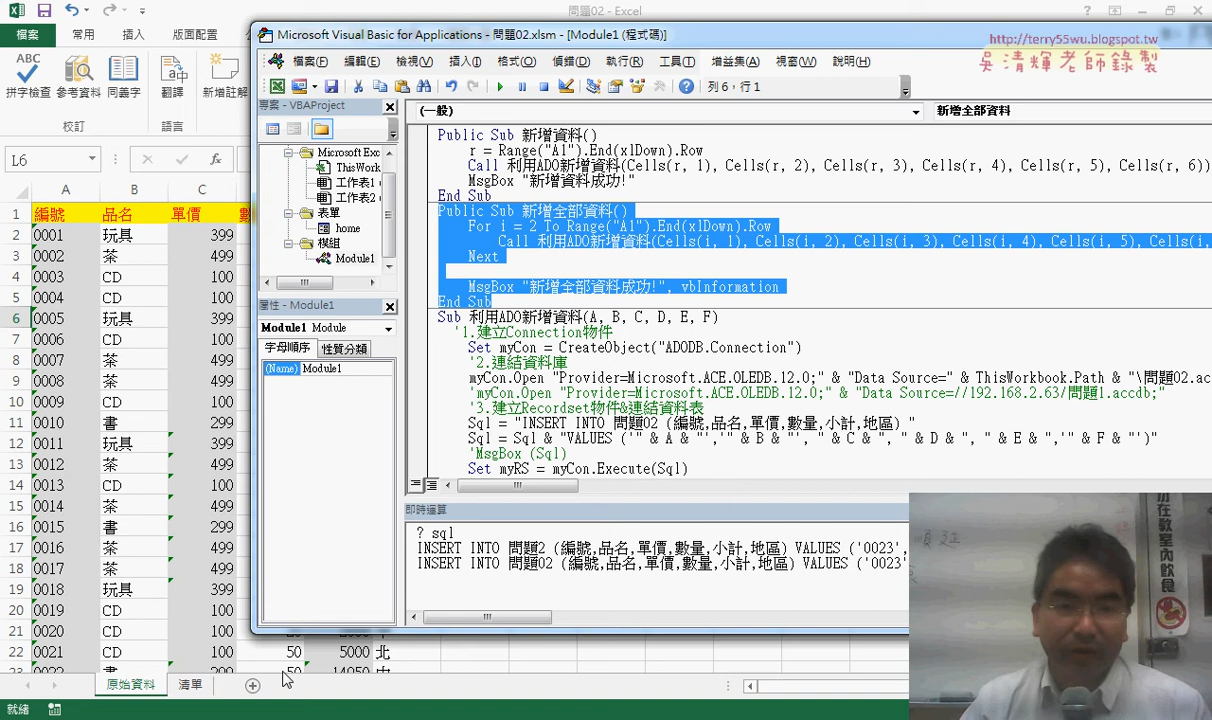 問題02 - Excel
檔案 常用 插入 版面配置
ABC
拼字檢查 參考資料 同義字 翻譯 新增註解
校訂 語言
L6 fx
A B C
1 編號 品名 單價 數
2 0001 玩具 399
3 0002 茶 499
4 0003 CD 100
5 0004 CD 100
6 0005 玩具 399
7 0006 CD 100
8 0007 茶 499
9 0008 茶 499
10 0009 CD 100
11 0010 書 299
12 0011 玩具 399
13 0012 茶 499
14 0013 CD 100
15 0014 茶 499
16 0015 書 299
17 0016 茶 499
18 0017 茶 499
19 0018 玩具 399
20 0019 CD 100
21 0020 CD 100
22 0021 CD 100 50 5000 北
23 0022 書 299 50 14950 中
原始資料 清單
就緒
Microsoft Visual Basic for Applications - 問題02.xlsm - [Module1 (程式碼)]
http://terry55wu.blogspot.tw
吳清輝老師錄製
檔案(F) 編輯(E) 檢視(V) 插入(I) 格式(O) 偵錯(D) 執行(R) 工具(T) 增益集(A) 視窗(W) 說明(H)
列 6, 行 1
專案 - VBAProject
Microsoft Exc
ThisWork
工作表1
工作表2
表單
home
模組
Module1
屬性 - Module1
Module1 Module
字母順序 性質分類
(Name) Module1
(一般) 新增全部資料
Public Sub 新增資料()
r = Range("A1").End(xlDown).Row
Call 利用ADO新增資料(Cells(r, 1), Cells(r, 2), Cells(r, 3), Cells(r, 4), Cells(r, 5), Cells(r, 6))
MsgBox "新增資料成功!"
End Sub
Public Sub 新增全部資料()
For i = 2 To Range("A1").End(xlDown).Row
Call 利用ADO新增資料(Cells(i, 1), Cells(i, 2), Cells(i, 3), Cells(i, 4), Cells(i, 5), Cells(i,
Next
MsgBox "新增全部資料成功!", vbInformation
End Sub
Sub 利用ADO新增資料(A, B, C, D, E, F)
'1.建立Connection物件
Set myCon = CreateObject("ADODB.Connection")
'2.連結資料庫
myCon.Open "Provider=Microsoft.ACE.OLEDB.12.0;" & "Data Source=" & ThisWorkbook.Path & "\問題02.ac
'myCon.Open "Provider=Microsoft.ACE.OLEDB.12.0;" & "Data Source=//192.168.2.63/問題1.accdb;"
'3.建立Recordset物件&連結資料表
Sql = "INSERT INTO 問題02 (編號,品名,單價,數量,小計,地區) "
Sql = Sql & "VALUES ('" & A & "','" & B & "', " & C & ", " & D & ", " & E & ",'" & F & "')"
'MsgBox (Sql)
Set myRS = myCon.Execute(Sql)
即時運算
? sql
INSERT INTO 問題2 (編號,品名,單價,數量,小計,地區) VALUES ('0023',
INSERT INTO 問題02 (編號,品名,單價,數量,小計,地區) VALUES ('0023'
勿在教室內飲食